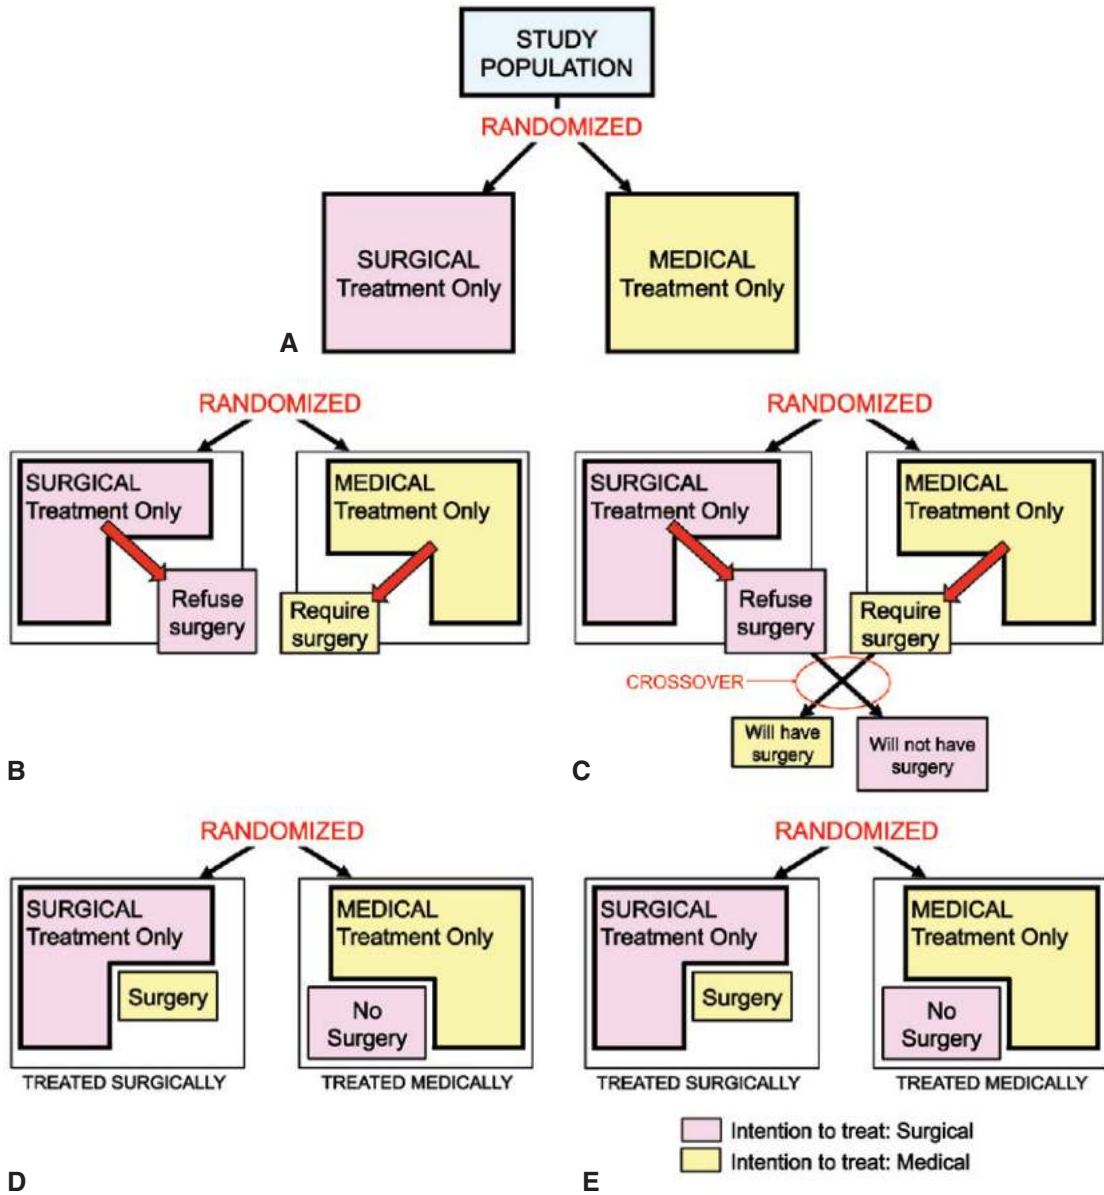 STUDY
POPULATION
RANDOMIZED
SURGICAL
Treatment Only
MEDICAL
Treatment Only
A
RANDOMIZED
SURGICAL
Treatment Only
Refuse
surgery
MEDICAL
Treatment Only
Require
surgery
B
RANDOMIZED
SURGICAL
Treatment Only
Refuse
surgery
MEDICAL
Treatment Only
Require
surgery
CROSSOVER
Will have
surgery
Will not have
surgery
C
RANDOMIZED
SURGICAL
Treatment Only
Surgery
TREATED SURGICALLY
MEDICAL
Treatment Only
No
Surgery
TREATED MEDICALLY
D
RANDOMIZED
SURGICAL
Treatment Only
Surgery
TREATED SURGICALLY
MEDICAL
Treatment Only
No
Surgery
TREATED MEDICALLY
Intention to treat: Surgical
Intention to treat: Medical
E